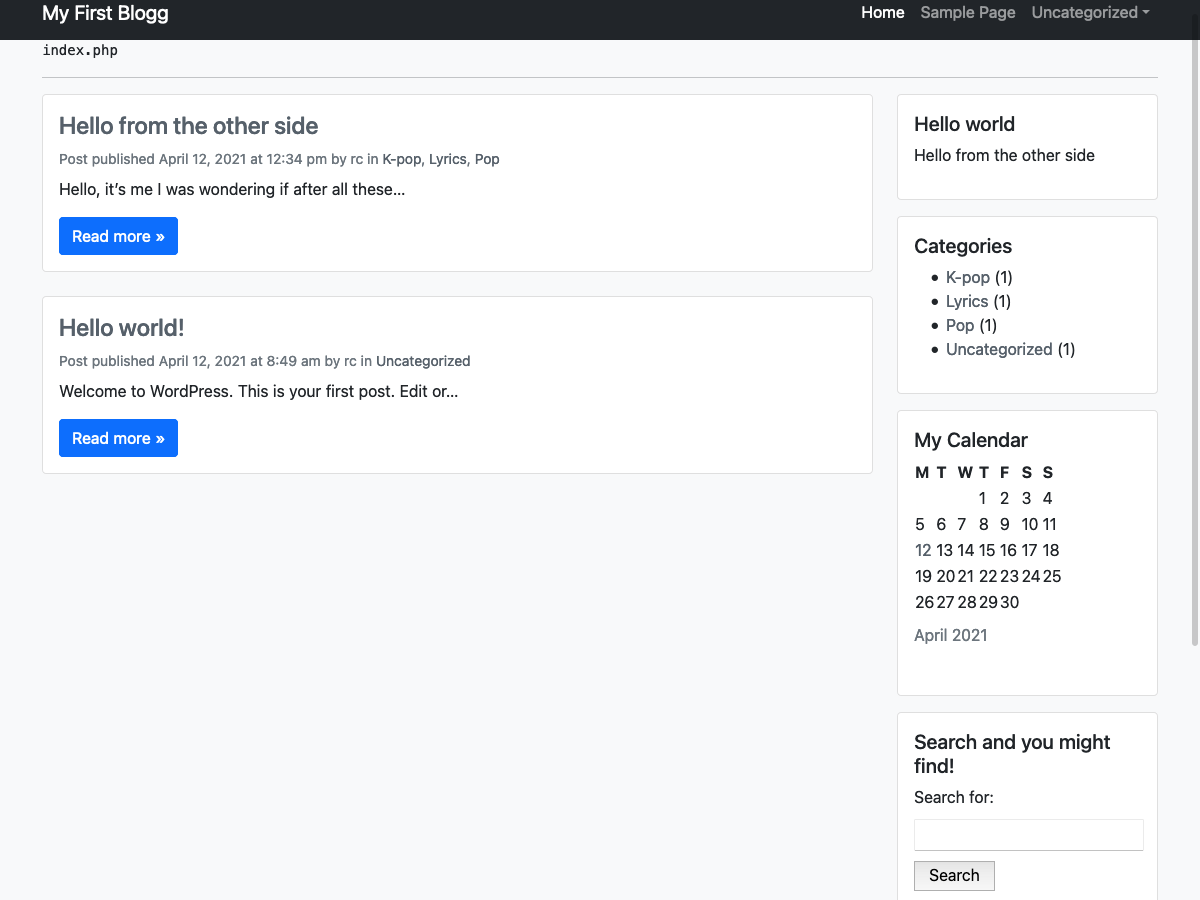 My First Blogg
Home Sample Page Uncategorized
index.php
Hello from the other side
Post published April 12, 2021 at 12:34 pm by rc in K-pop, Lyrics, Pop
Hello, it’s me I was wondering if after all these...
Read more »
Hello world!
Post published April 12, 2021 at 8:49 am by rc in Uncategorized
Welcome to WordPress. This is your first post. Edit or...
Read more »
Hello world
Hello from the other side
Categories
K-pop (1)
Lyrics (1)
Pop (1)
Uncategorized (1)
My Calendar
M T W T F S S
1 2 3 4
5 6 7 8 9 10 11
12 13 14 15 16 17 18
19 20 21 22 23 24 25
26 27 28 29 30
April 2021
Search and you might
find!
Search for:
Search